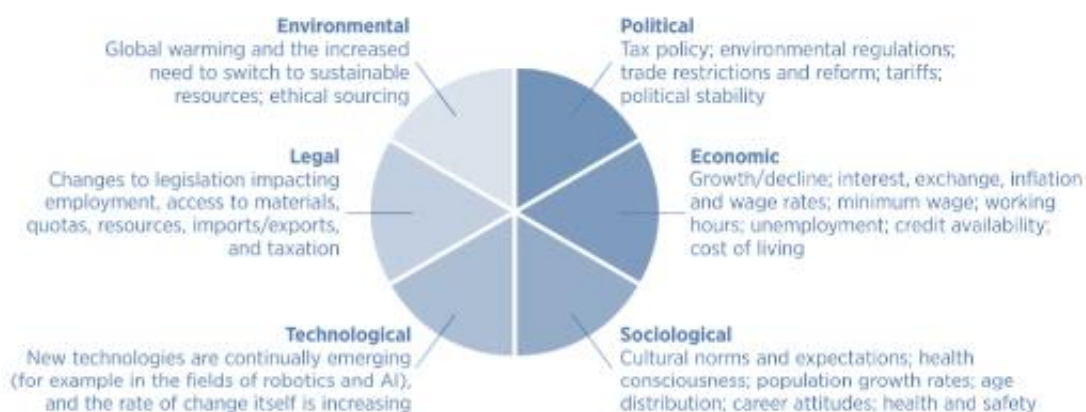 Environmental
Global warming and the increased
need to switch to sustainable
resources; ethical sourcing
Political
Tax policy; environmental regulations;
trade restrictions and reform; tariffs;
political stability
Legal
Changes to legislation impacting
employment, access to materials,
quotas, resources, imports/exports,
and taxation
Economic
Growth/decline; interest, exchange, inflation
and wage rates; minimum wage; working
hours; unemployment; credit availability;
cost of living
Technological
New technologies are continually emerging
(for example in the fields of robotics and AI),
and the rate of change itself is increasing
Sociological
Cultural norms and expectations; health
consciousness; population growth rates; age
distribution; career attitudes; health and safety